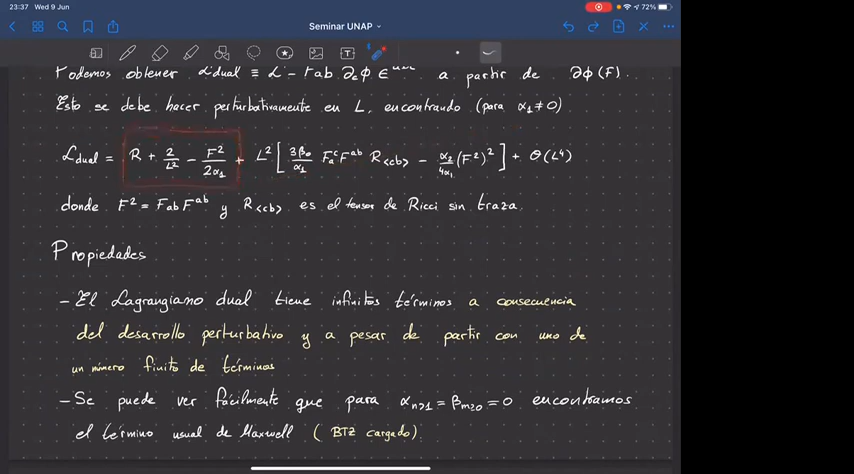 23:37 Wed 9 Jun
72%
Seminar UNAP
Podemos obtener ℒdual ≡ ℒ - Fab ∂cϕ ∈abc a partir de ∂ϕ(F).
Esto se debe hacer perturbativamente en L, encontrando (para α₁≠0)
ℒdual = R + 2/L² - F²/2α₁ + L² [ 3β₀/α₁ Fₐᶜ Fᵃᵇ R<cb> - α₂/4α₁ (F²)² ] + Θ(L⁴)
donde F² = Fab Fᵃᵇ y R<cb> es el tensor de Ricci sin traza.
Propiedades
- El Lagrangiano dual tiene infinitos términos a consecuencia
del desarrollo perturbativo y a pesar de partir con uno de
un número finito de términos
- Se puede ver fácilmente que para αn>1 = βm≥0 = 0 encontramos
el término usual de Maxwell (BTZ cargado)